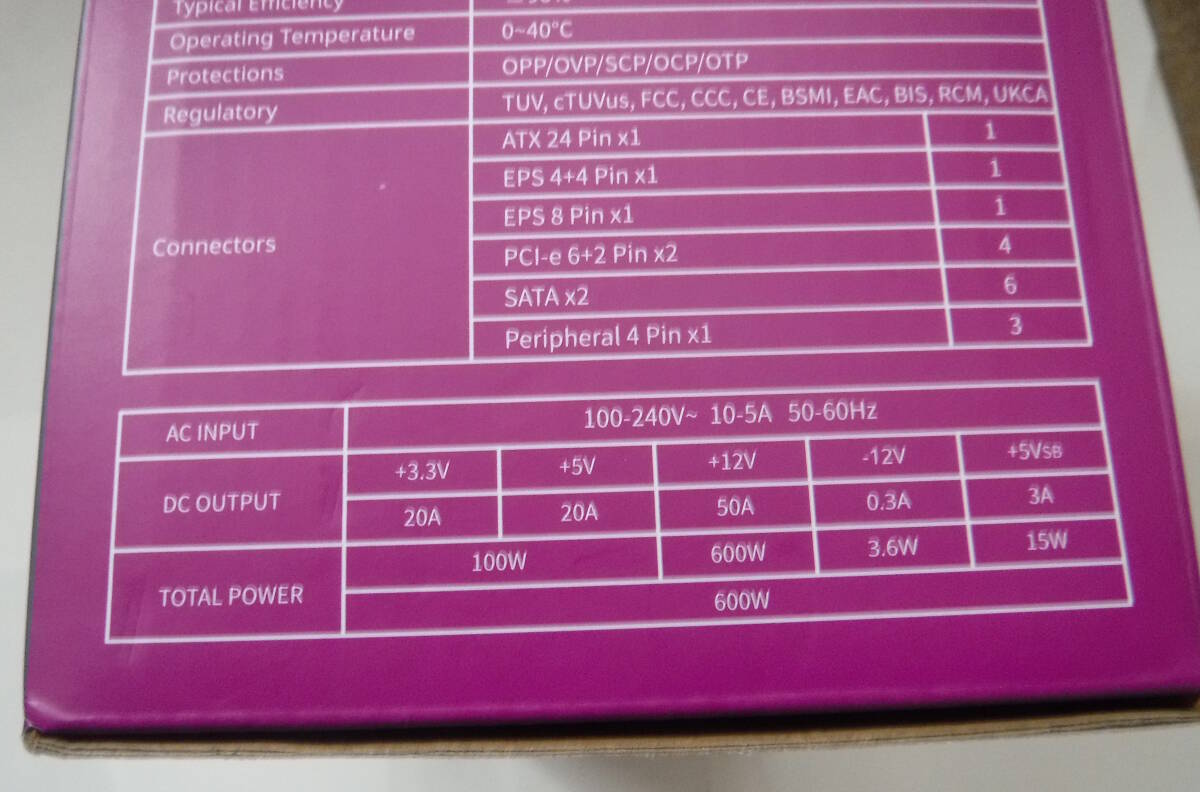 Typical Efficiency
Operating Temperature 0~40°C
Protections OPP/OVP/SCP/OCP/OTP
Regulatory TUV, cTUVus, FCC, CCC, CE, BSMI, EAC, BIS, RCM, UKCA
Connectors
ATX 24 Pin x1 1
EPS 4+4 Pin x1 1
EPS 8 Pin x1 1
PCI-e 6+2 Pin x2 4
SATA x2 6
Peripheral 4 Pin x1 3
AC INPUT 100-240V~ 10-5A 50-60Hz
DC OUTPUT
+3.3V +5V +12V -12V +5VSB
20A 20A 50A 0.3A 3A
TOTAL POWER
100W 600W 3.6W 15W
600W